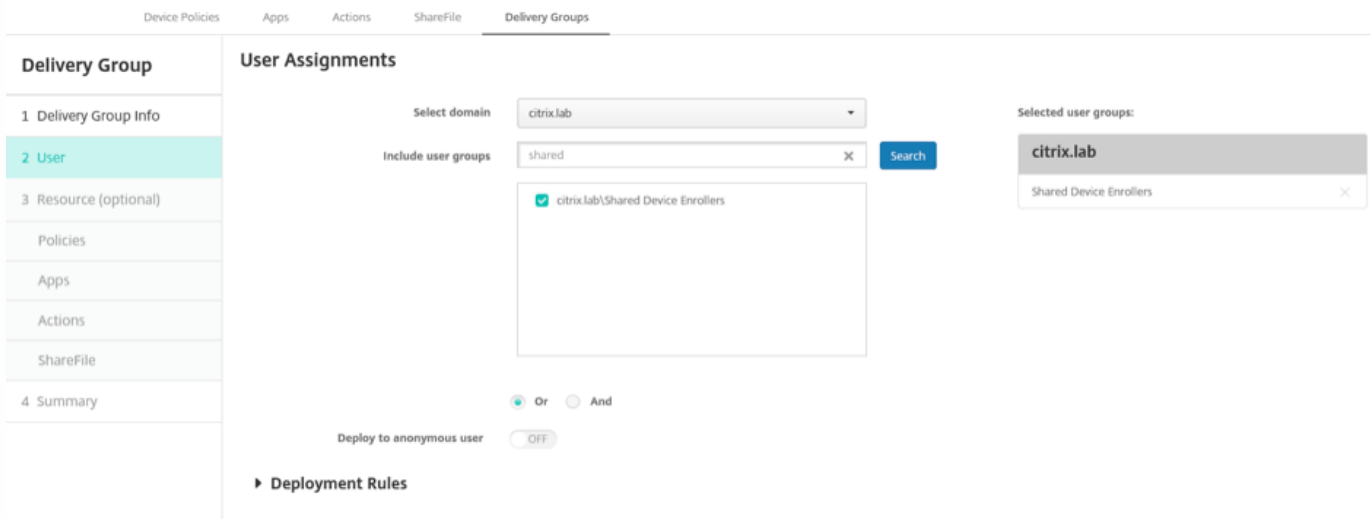 Device Policies Apps Actions ShareFile Delivery Groups
Delivery Group
1 Delivery Group Info
2 User
3 Resource (optional)
Policies
Apps
Actions
ShareFile
4 Summary
User Assignments
Select domain citrix.lab
Include user groups shared Search
citrix.lab\Shared Device Enrollers
Or And
Deploy to anonymous user OFF
Deployment Rules
Selected user groups:
citrix.lab
Shared Device Enrollers